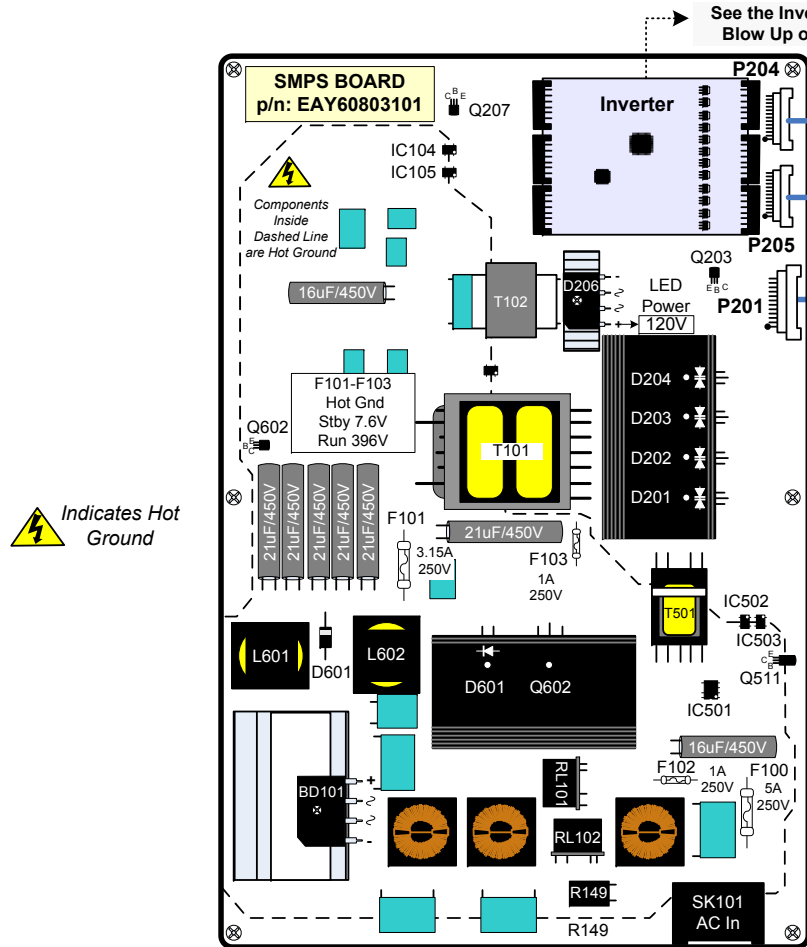 See the Inve
Blow Up o
SMPS BOARD
p/n: EAY60803101
C B E
Q207
Inverter
P204
IC104
IC105
Components
Inside
Dashed Line
are Hot Ground
P205
Q203
E B C
P201
16uF/450V
T102
D206
-
~
~
+
LED
Power
120V
F101-F103
Hot Gnd
Stby 7.6V
Run 396V
D204
D203
D202
D201
Q602
B E C
T101
21uF/450V
21uF/450V
21uF/450V
21uF/450V
21uF/450V
Indicates Hot
Ground
F101
3.15A
250V
21uF/450V
F103
1A
250V
T501
IC502
IC503
L601
D601
L602
D601
Q602
C B E
Q511
IC501
16uF/450V
BD101
+
~
~
-
RL101
F102
1A
250V
F100
5A
250V
RL102
R149
R149
SK101
AC In